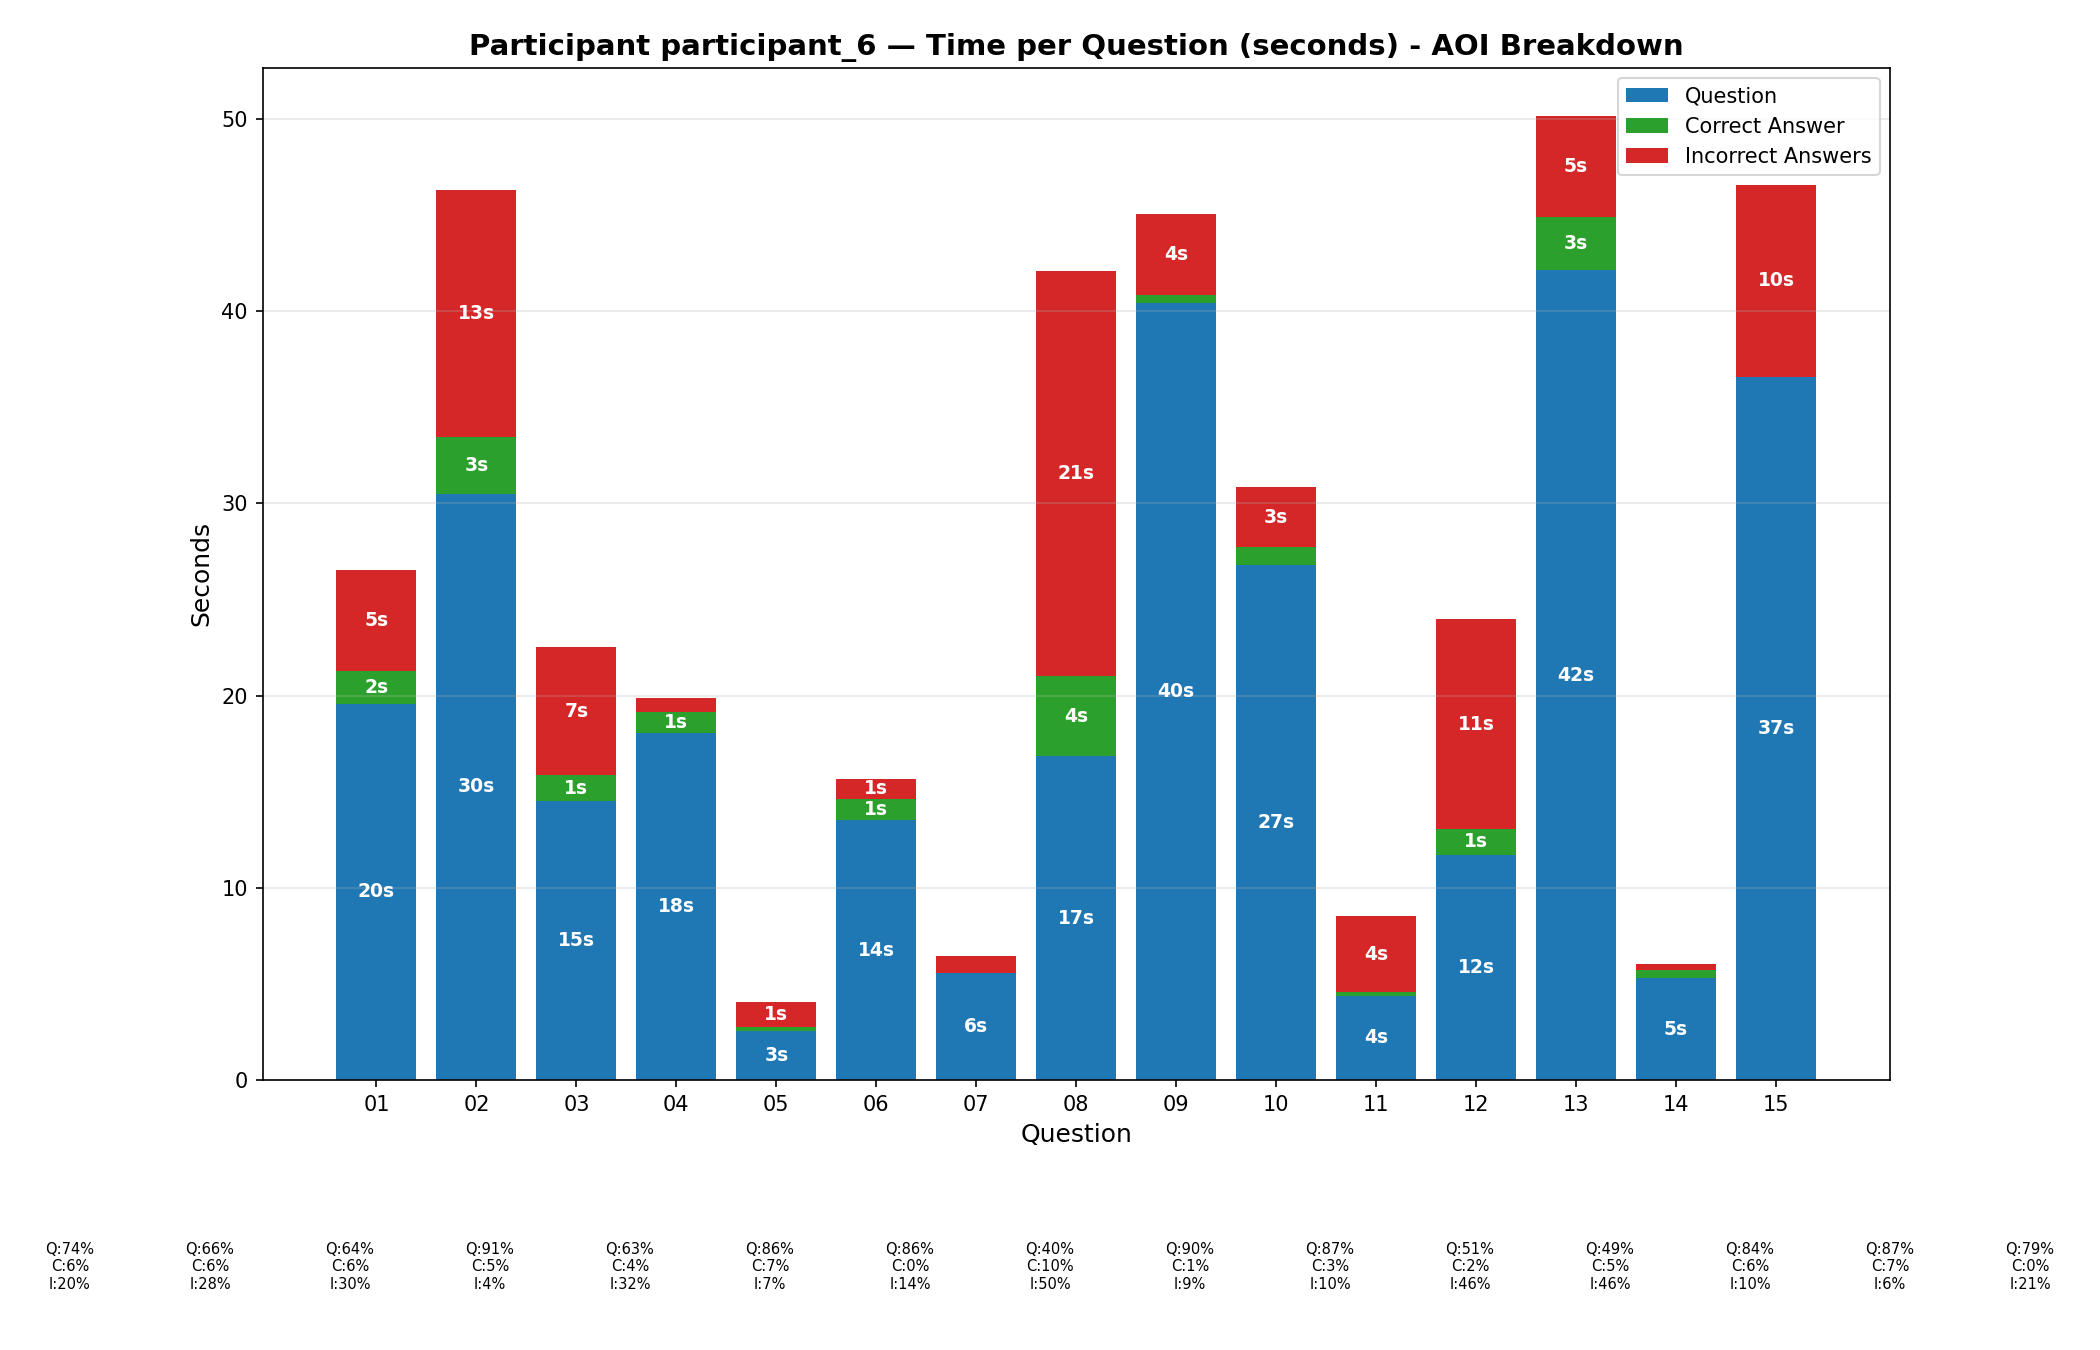 Participant participant_6 — Time per Question (seconds) - AOI Breakdown
Question
Correct Answer
Incorrect Answers
Seconds
50
40
30
20
10
0
5s
2s
20s
13s
3s
30s
7s
1s
15s
1s
18s
1s
3s
1s
1s
14s
6s
21s
4s
17s
4s
40s
3s
27s
4s
4s
11s
1s
12s
5s
3s
42s
5s
10s
37s
01 02 03 04 05 06 07 08 09 10 11 12 13 14 15
Question
Q:74% Q:66% Q:64% Q:91% Q:63% Q:86% Q:86% Q:40% Q:90% Q:87% Q:51% Q:49% Q:84% Q:87% Q:79%
C:6% C:6% C:6% C:5% C:4% C:7% C:0% C:10% C:1% C:3% C:2% C:5% C:6% C:7% C:0%
I:20% I:28% I:30% I:4% I:32% I:7% I:14% I:50% I:9% I:10% I:46% I:46% I:10% I:6% I:21%